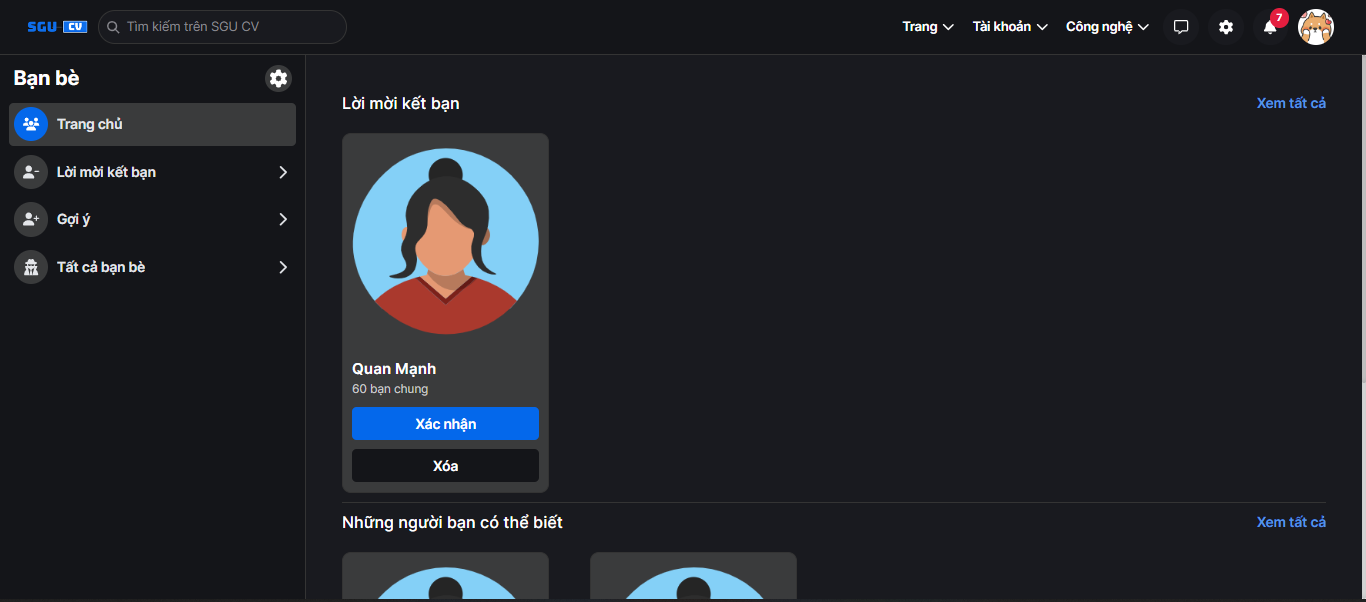 SGU CV
Tìm kiếm trên SGU CV
Trang
Tài khoản
Công nghệ
7
Bạn bè
Trang chủ
Lời mời kết bạn
Gợi ý
Tất cả bạn bè
Lời mời kết bạn
Xem tất cả
Quan Mạnh
60 bạn chung
Xác nhận
Xóa
Những người bạn có thể biết
Xem tất cả